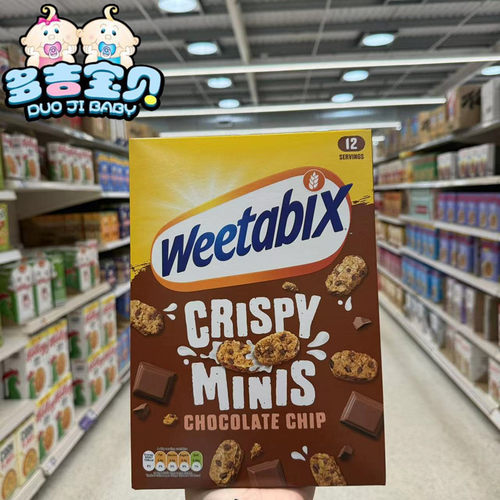 多吉宝贝
DUO JI BABY
12
SERVINGS
Weetabix
CRISPY
MINIS
CHOCOLATE CHIP